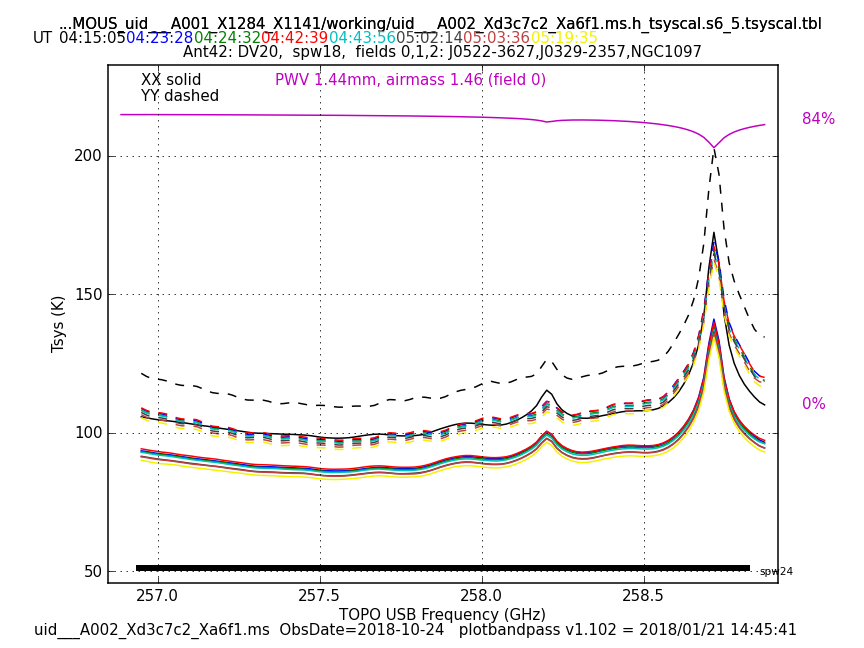 ...MOUS_uid___A001_X1284_X1141/working/uid___A002_Xd3c7c2_Xa6f1.ms.h_tsyscal.s6_5.tsyscal.tbl
UT 04:15:05 04:23:28 04:24:32 04:42:39 04:43:56 05:02:14 05:03:36 05:19:35
Ant42: DV20,  spw18,  fields 0,1,2: J0522-3627,J0329-2357,NGC1097
XX solid
PWV 1.44mm, airmass 1.46 (field 0)
YY dashed
84%
200
150
Tsys (K)
0%
100
50
spw24
257.0 257.5 258.0 258.5
TOPO USB Frequency (GHz)
uid___A002_Xd3c7c2_Xa6f1.ms  ObsDate=2018-10-24   plotbandpass v1.102 = 2018/01/21 14:45:41